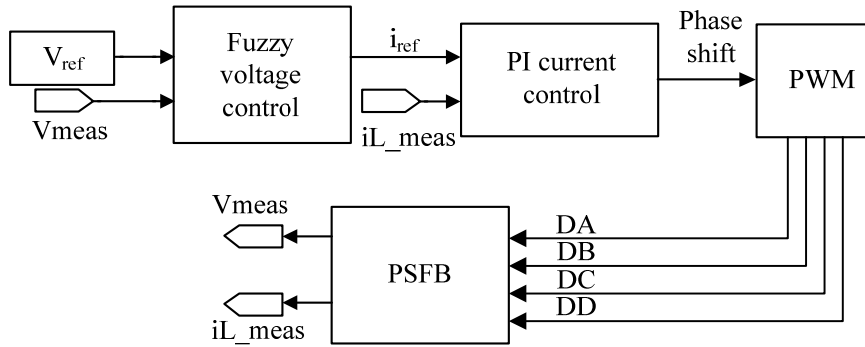 Vref
Vmeas
Fuzzy
voltage
control
iref
iL_meas
PI current
control
Phase
shift
PWM
Vmeas
iL_meas
PSFB
DA
DB
DC
DD